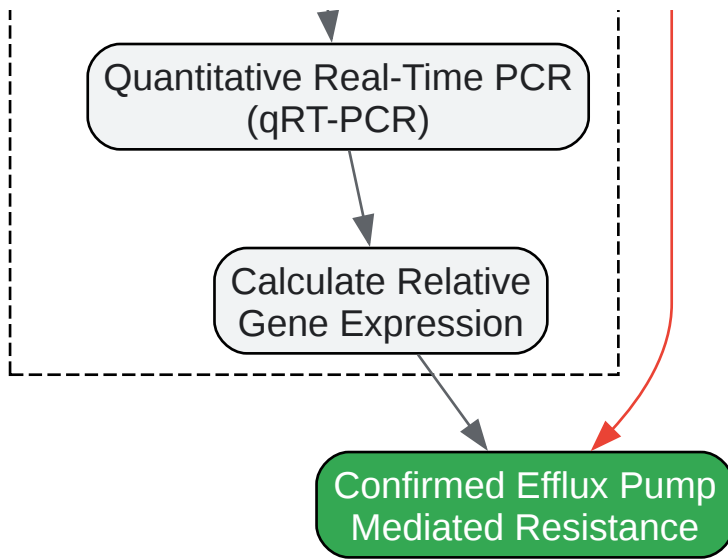 Quantitative Real-Time PCR
(qRT-PCR)
Calculate Relative
Gene Expression
Confirmed Efflux Pump
Mediated Resistance